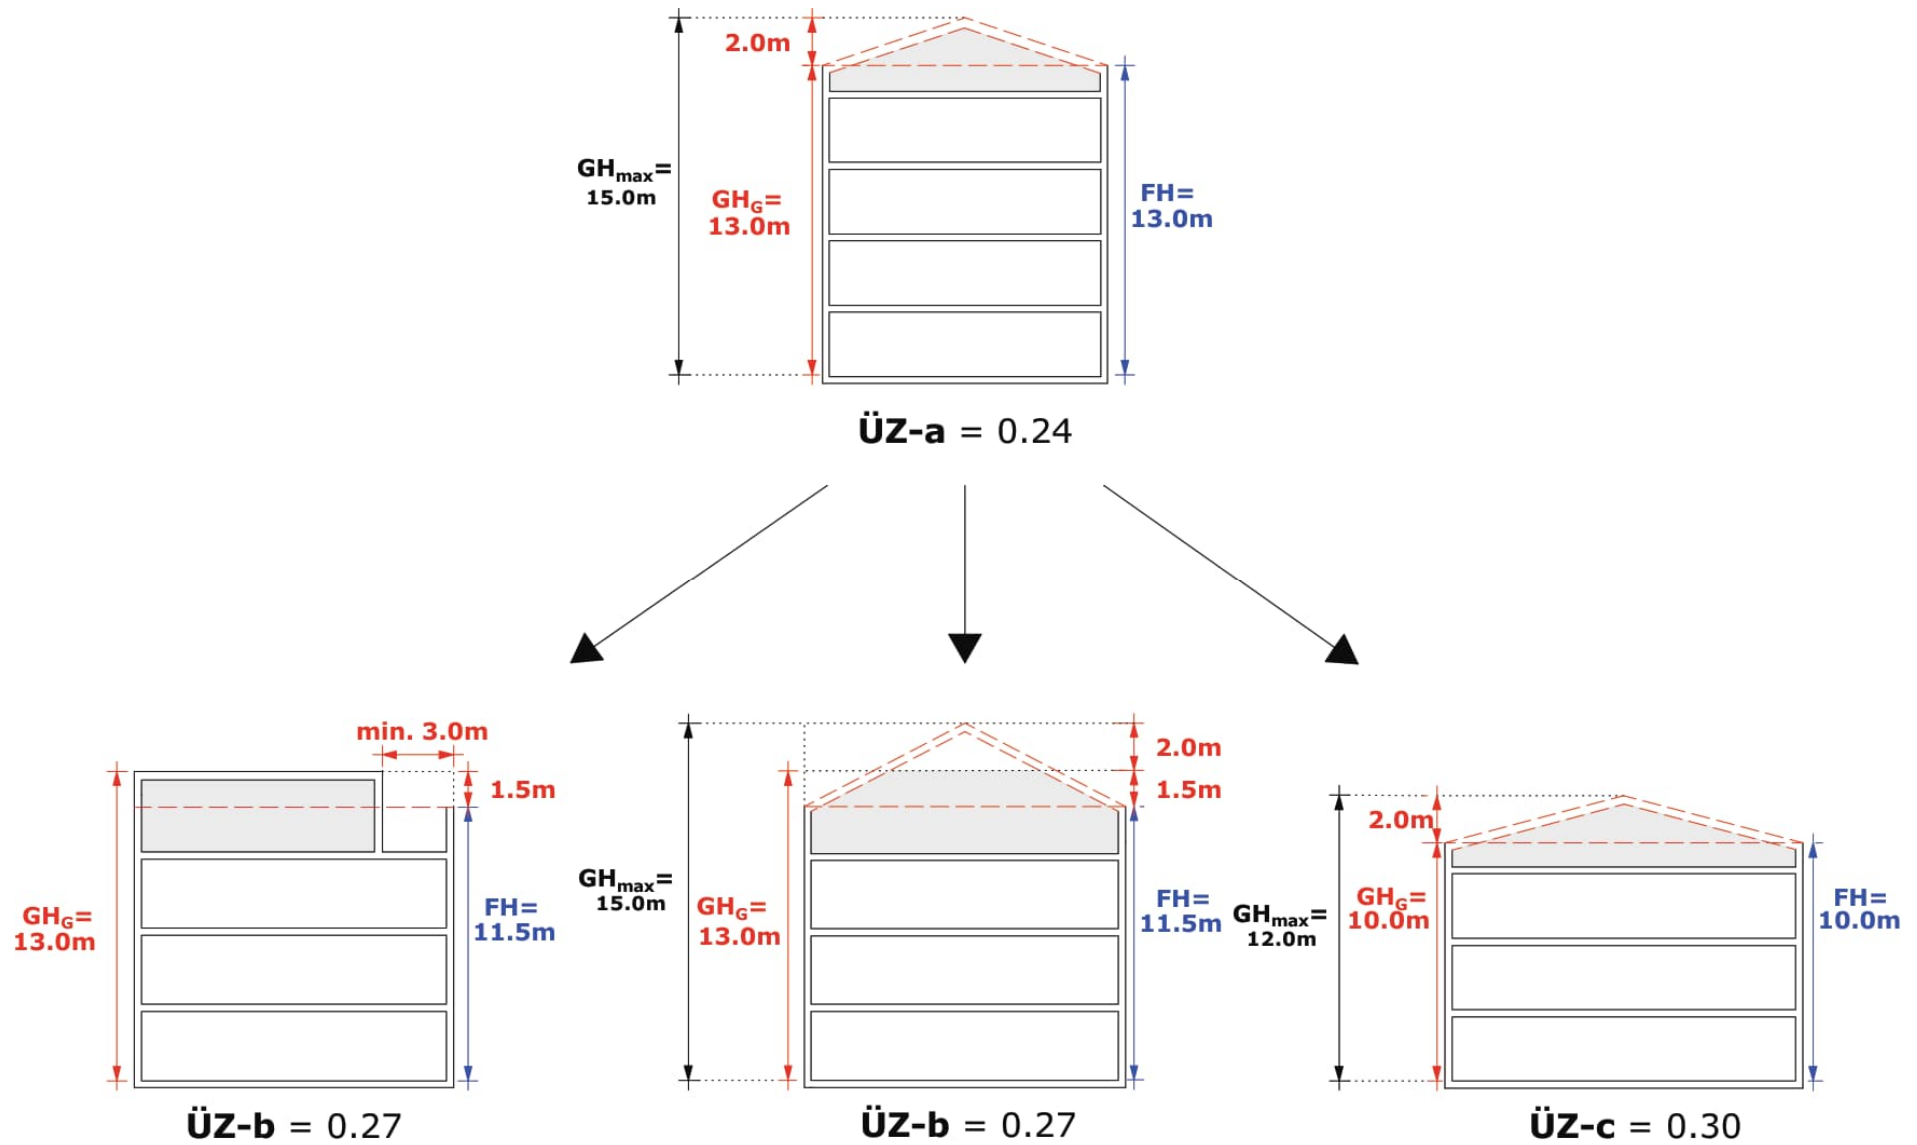 2.0m
GHmax=
15.0m
GHG=
13.0m
FH=
13.0m
ÜZ-a = 0.24
min. 3.0m
1.5m
GHG=
13.0m
FH=
11.5m
ÜZ-b = 0.27
2.0m
1.5m
GHmax=
15.0m
GHG=
13.0m
FH=
11.5m
ÜZ-b = 0.27
2.0m
GHmax=
12.0m
GHG=
10.0m
FH=
10.0m
ÜZ-c = 0.30